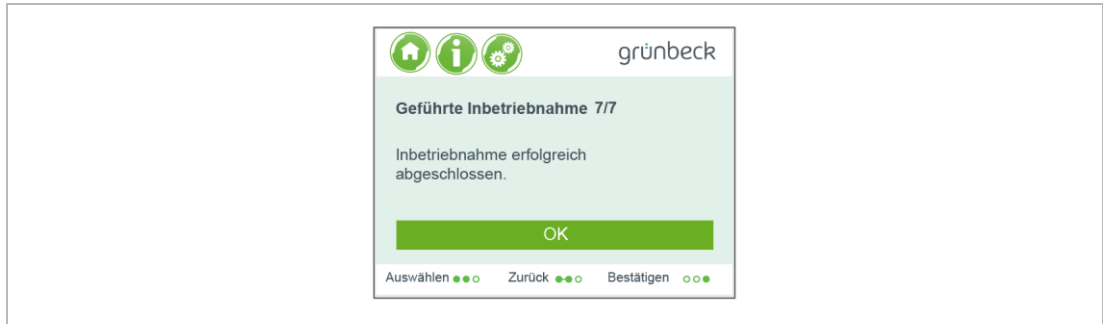 grünbeck
Geführte Inbetriebnahme 7/7
Inbetriebnahme erfolgreich
abgeschlossen.
OK
Auswählen Zurück Bestätigen